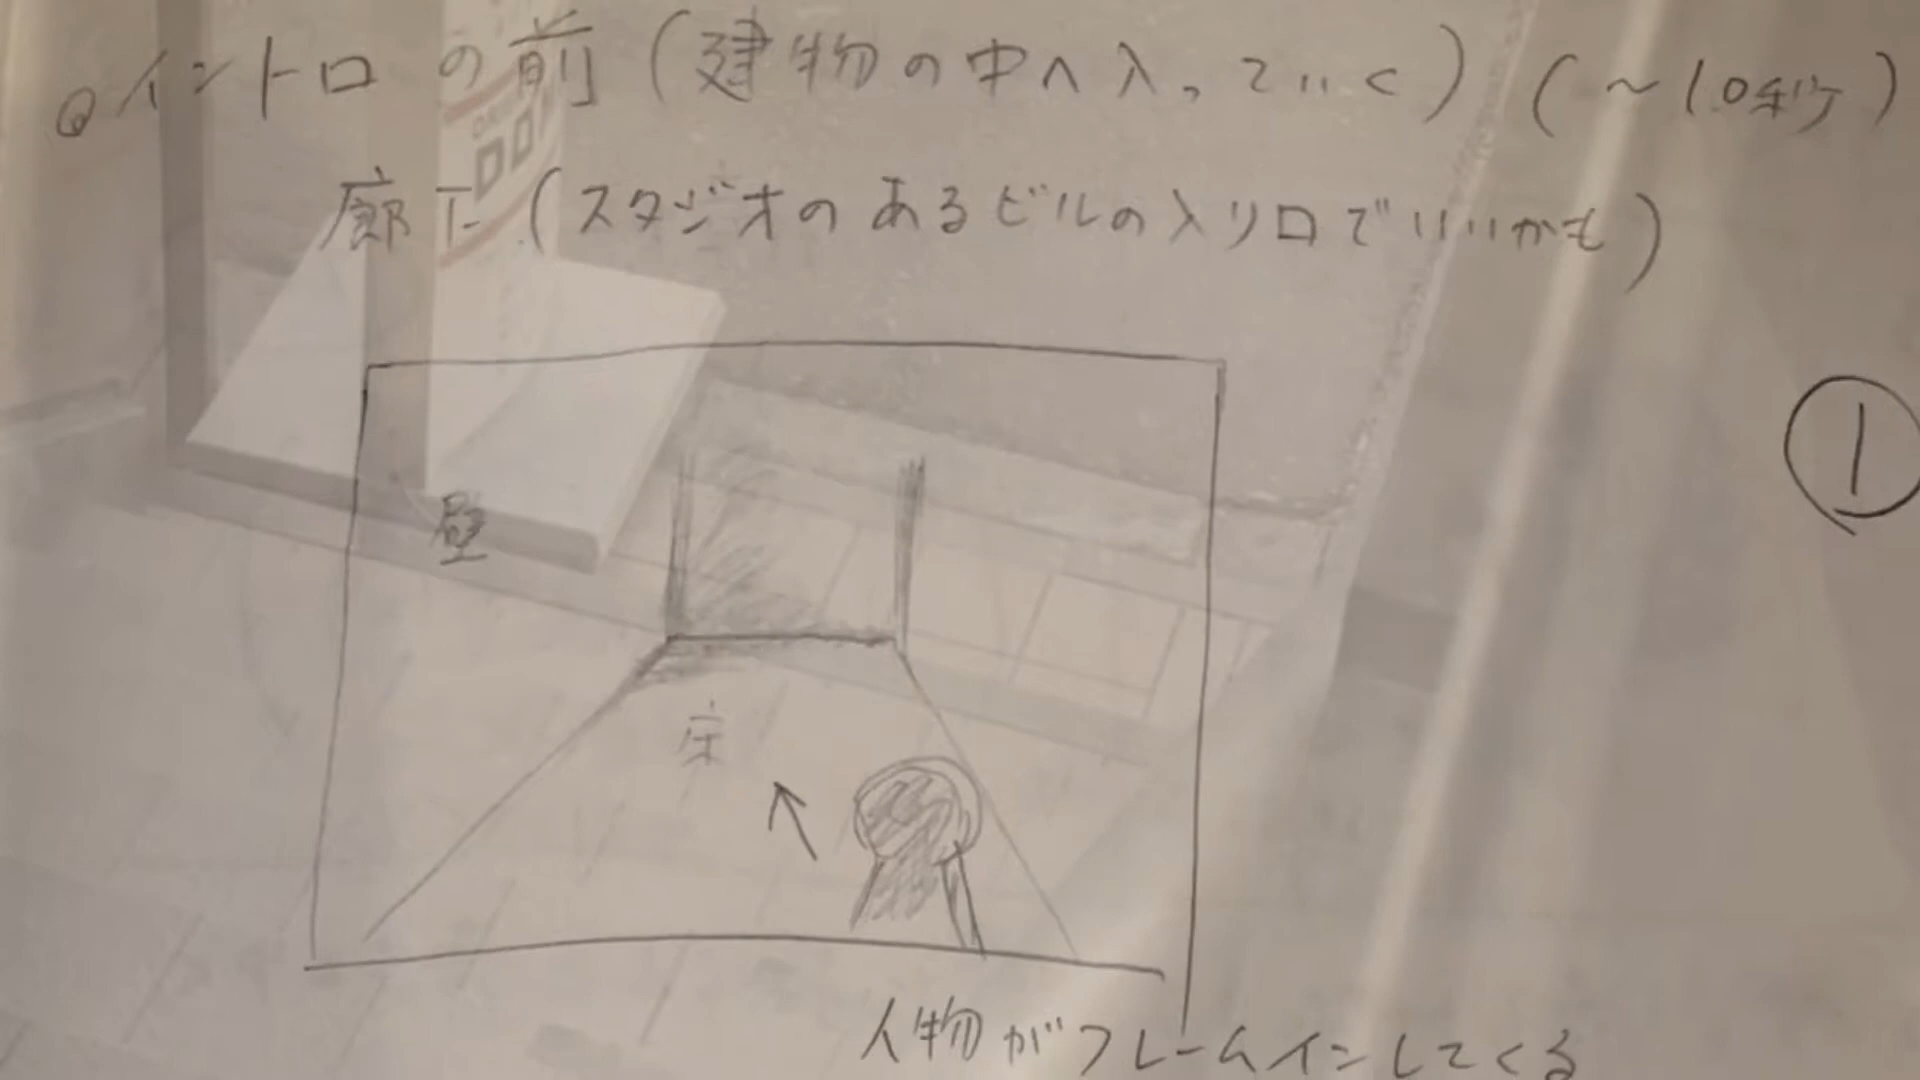 ◎イントロの前(建物の中へ入っていく)(〜10秒)
廊下(スタジオのあるビルの入り口でいいかも)
①
壁
床
人物がフレームインしてくる